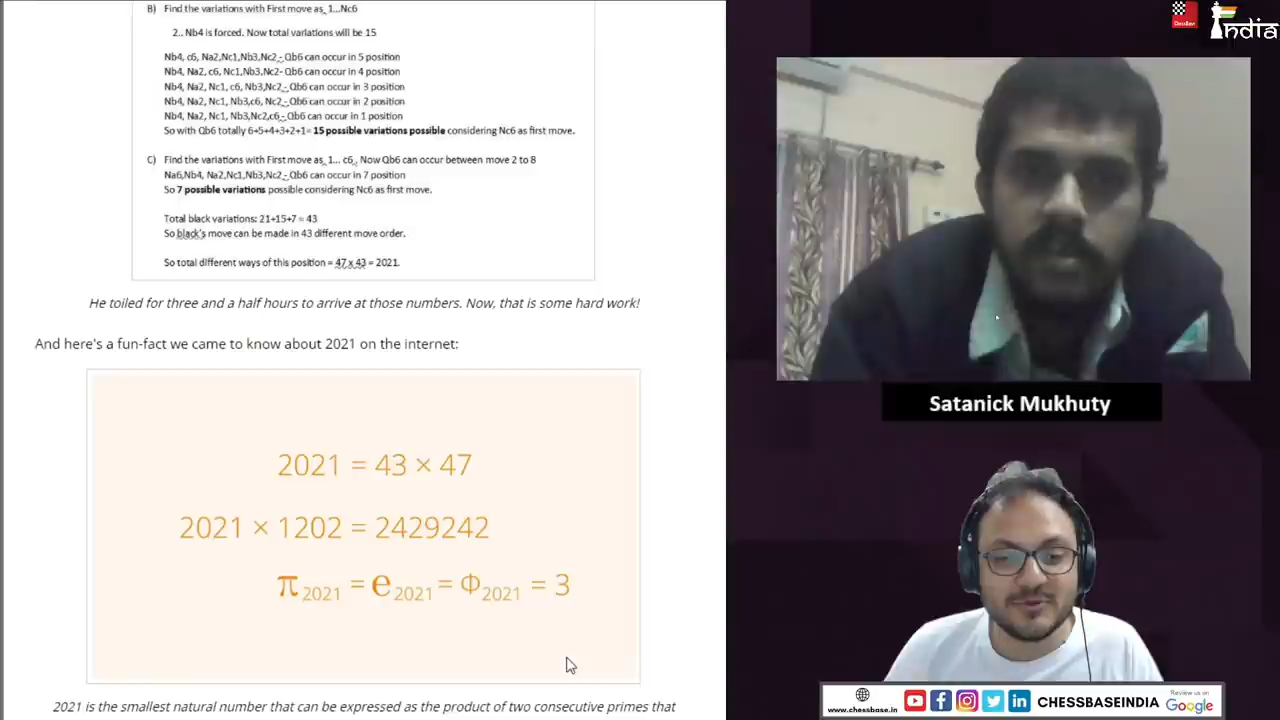 B) Find the variations with First move as 1...Nc6
2.. Nb4 is forced. Now total variations will be 15
Nb4, c6, Na2,Nc1,Nb3,Nc2 - Qb6 can occur in 5 position
Nb4, Na2, c6, Nc1,Nb3,Nc2- Qb6 can occur in 4 position
Nb4, Na2, Nc1, c6, Nb3,Nc2 - Qb6 can occur in 3 position
Nb4, Na2, Nc1, Nb3,c6, Nc2 - Qb6 can occur in 2 position
Nb4, Na2, Nc1, Nb3,Nc2,c6 - Qb6 can occur in 1 position
So with Qb6 totally 6+5+4+3+2+1= 15 possible variations possible considering Nc6 as first move.
C) Find the variations with First move as 1... c6. Now Qb6 can occur between move 2 to 8
Na6,Nb4, Na2,Nc1,Nb3,Nc2 - Qb6 can occur in 7 position
So 7 possible variations possible considering Nc6 as first move.
Total black variations: 21+15+7 = 43
So black's move can be made in 43 different move order.
So total different ways of this position = 47 x 43 = 2021.
He toiled for three and a half hours to arrive at those numbers. Now, that is some hard work!
And here's a fun-fact we came to know about 2021 on the internet:
2021 = 43 × 47
2021 × 1202 = 2429242
π2021 = e2021 = Φ2021 = 3
2021 is the smallest natural number that can be expressed as the product of two consecutive primes that
India
Satanick Mukhuty
www.chessbase.in
CHESSBASEINDIA
Review us on
Google